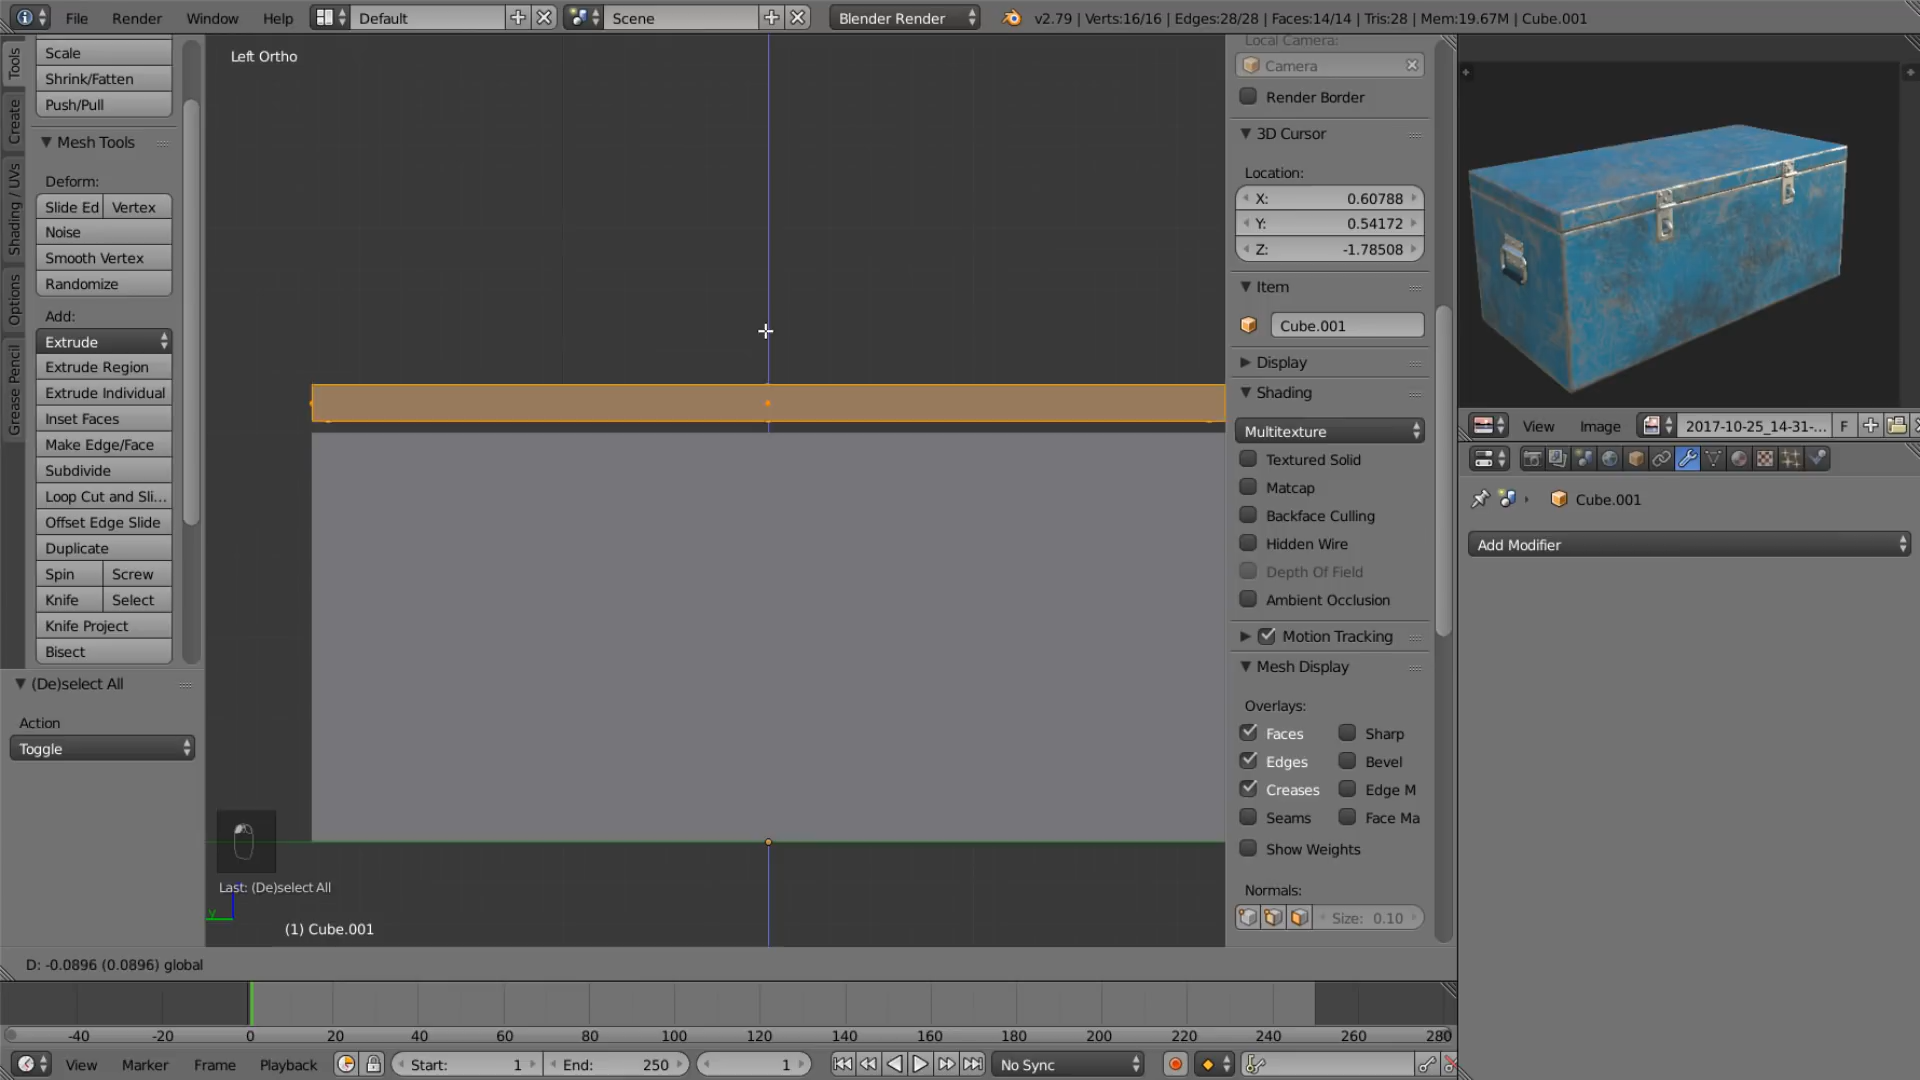 File Render Window Help Default Scene Blender Render v2.79 | Verts:16/16 | Edges:28/28 | Faces:14/14 | Tris:28 | Mem:19.67M | Cube.001
Tools
Create
Shading / UVs
Options
Grease Pencil
Scale
Shrink/Fatten
Push/Pull
Mesh Tools
Deform:
Slide Ed Vertex
Noise
Smooth Vertex
Randomize
Add:
Extrude
Extrude Region
Extrude Individual
Inset Faces
Make Edge/Face
Subdivide
Loop Cut and Sli...
Offset Edge Slide
Duplicate
Spin Screw
Knife Select
Knife Project
Bisect
(De)select All
Action
Toggle
Left Ortho
Last: (De)select All
y
(1) Cube.001
Local Camera:
Camera
Render Border
3D Cursor
Location:
X: 0.60788
Y: 0.54172
Z: -1.78508
Item
Cube.001
Display
Shading
Multitexture
Textured Solid
Matcap
Backface Culling
Hidden Wire
Depth Of Field
Ambient Occlusion
Motion Tracking
Mesh Display
Overlays:
Faces Sharp
Edges Bevel
Creases Edge M
Seams Face Ma
Show Weights
Normals:
Size: 0.10
View Image 2017-10-25_14-31-... F
Cube.001
Add Modifier
D: -0.0896 (0.0896) global
-40 -20 0 20 40 60 80 100 120 140 160 180 200 220 240 260 280
View Marker Frame Playback Start: 1 End: 250 1 No Sync